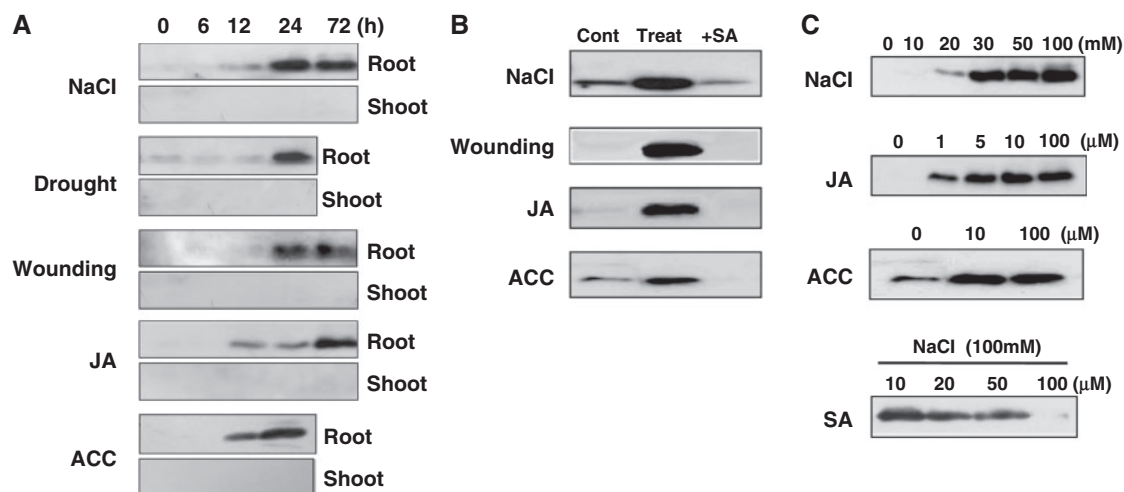 A
0 6 12 24 72 (h)
NaCl
Root
Shoot
Drought
Root
Shoot
Wounding
Root
Shoot
JA
Root
Shoot
ACC
Root
Shoot
B
Cont Treat +SA
NaCl
Wounding
JA
ACC
C
0 10 20 30 50 100 (mM)
NaCl
0 1 5 10 100 (μM)
JA
0 10 100 (μM)
ACC
NaCl (100mM)
10 20 50 100 (μM)
SA